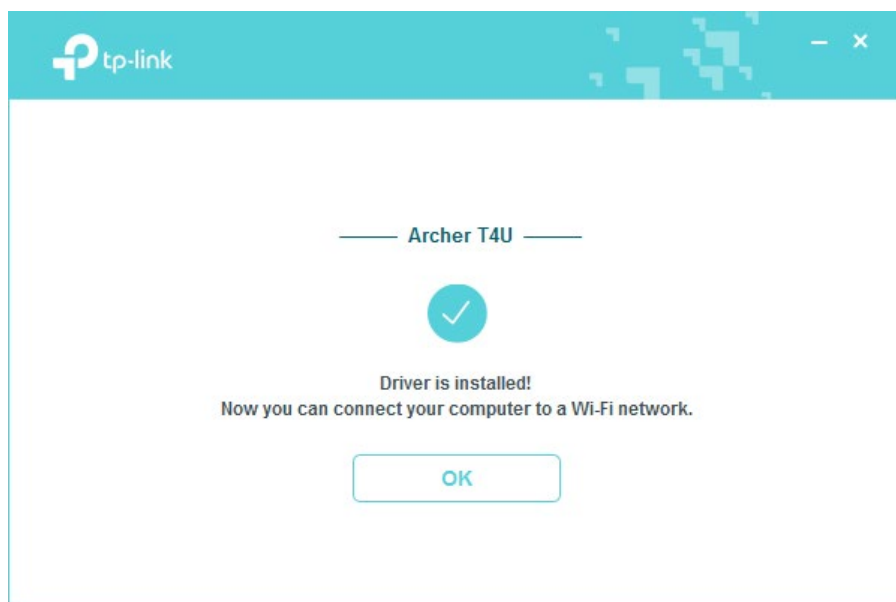 tp-link
Archer T4U
Driver is installed!
Now you can connect your computer to a Wi-Fi network.
OK